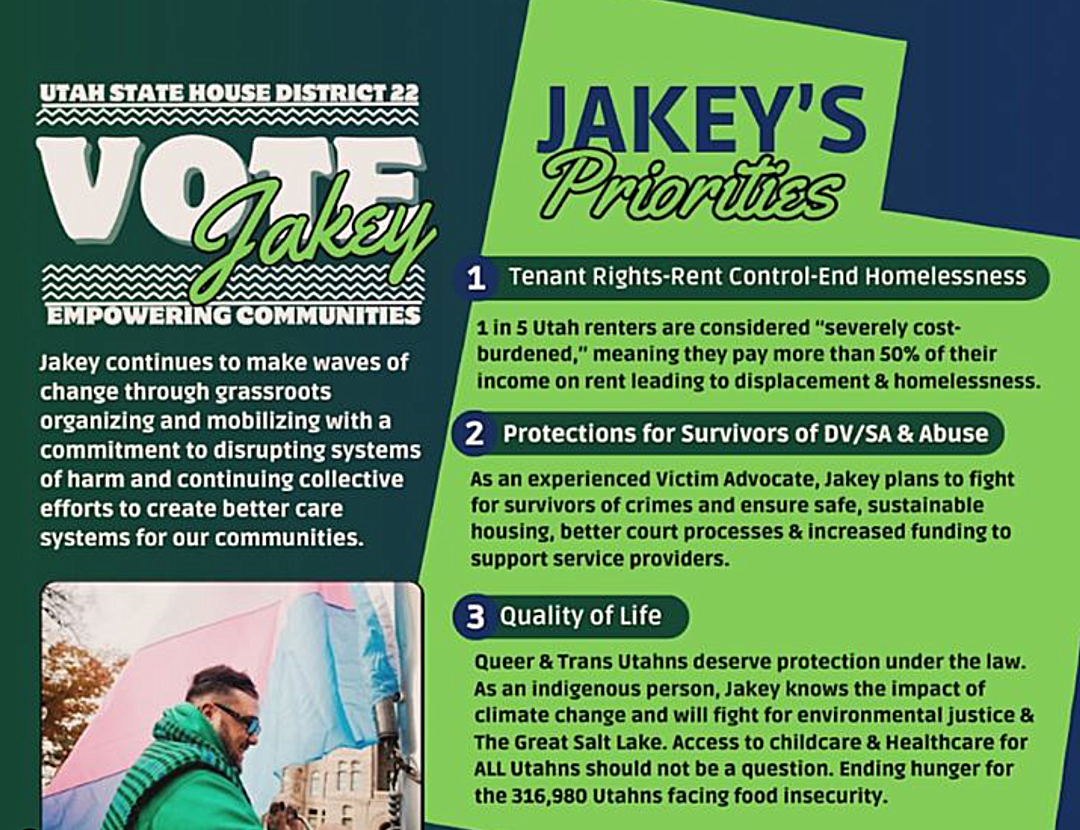 UTAH STATE HOUSE DISTRICT 22
VOTE
Jakey
EMPOWERING COMMUNITIES
Jakey continues to make waves of
change through grassroots
organizing and mobilizing with a
commitment to disrupting systems
of harm and continuing collective
efforts to create better care
systems for our communities.
JAKEY'S
Priorities
1 Tenant Rights-Rent Control-End Homelessness
1 in 5 Utah renters are considered “severely cost-
burdened,” meaning they pay more than 50% of their
income on rent leading to displacement & homelessness.
2 Protections for Survivors of DV/SA & Abuse
As an experienced Victim Advocate, Jakey plans to fight
for survivors of crimes and ensure safe, sustainable
housing, better court processes & increased funding to
support service providers.
3 Quality of Life
Queer & Trans Utahns deserve protection under the law.
As an indigenous person, Jakey knows the impact of
climate change and will fight for environmental justice &
The Great Salt Lake. Access to childcare & Healthcare for
ALL Utahns should not be a question. Ending hunger for
the 316,980 Utahns facing food insecurity.